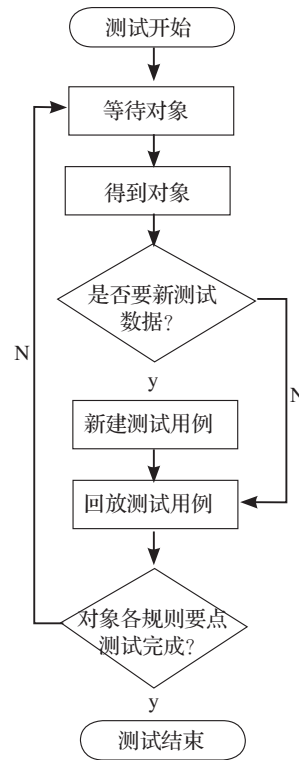 测试开始
等待对象
得到对象
是否要新测试
数据?
N
y
N
新建测试用例
回放测试用例
对象各规则要点
测试完成?
y
测试结束